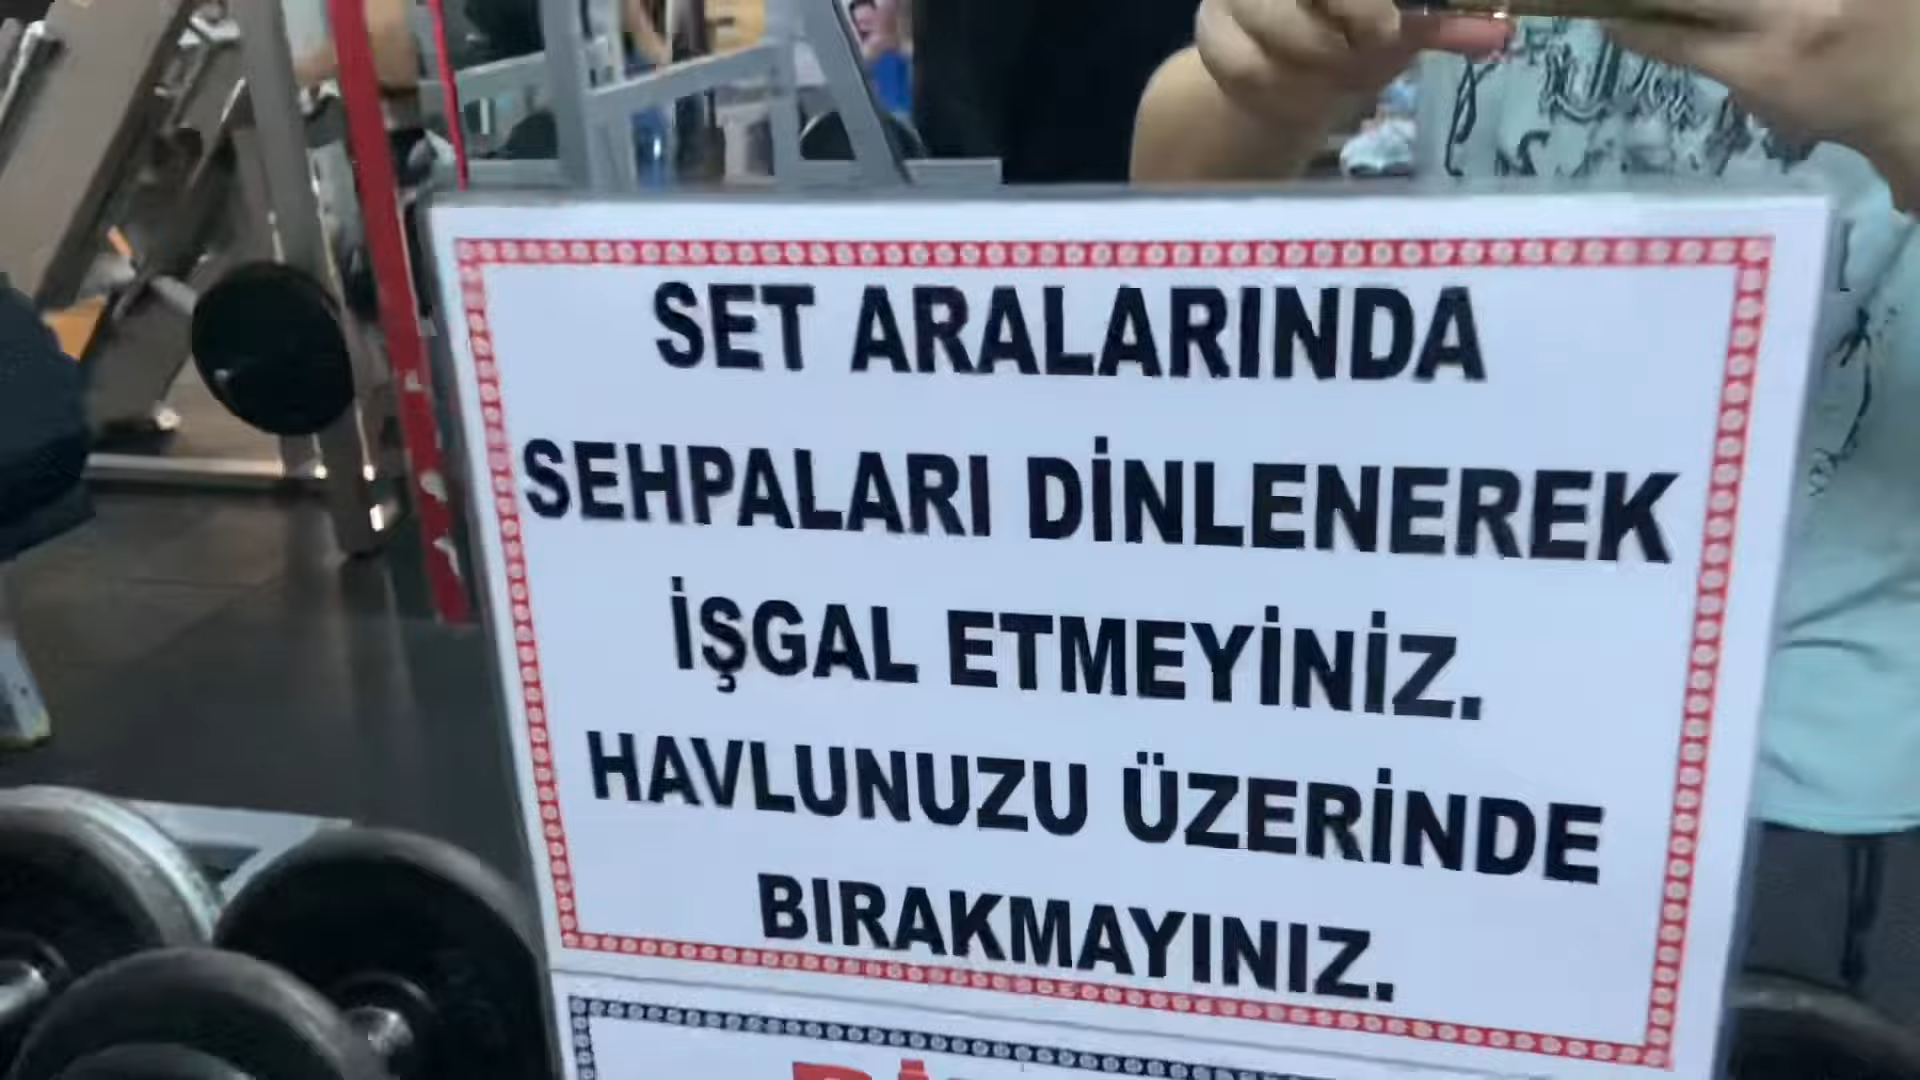 SET ARALARINDA
SEHPALARI DİNLENEREK
İŞGAL ETMEYİNİZ.
HAVLUNUZU ÜZERİNDE
BIRAKMAYINIZ.